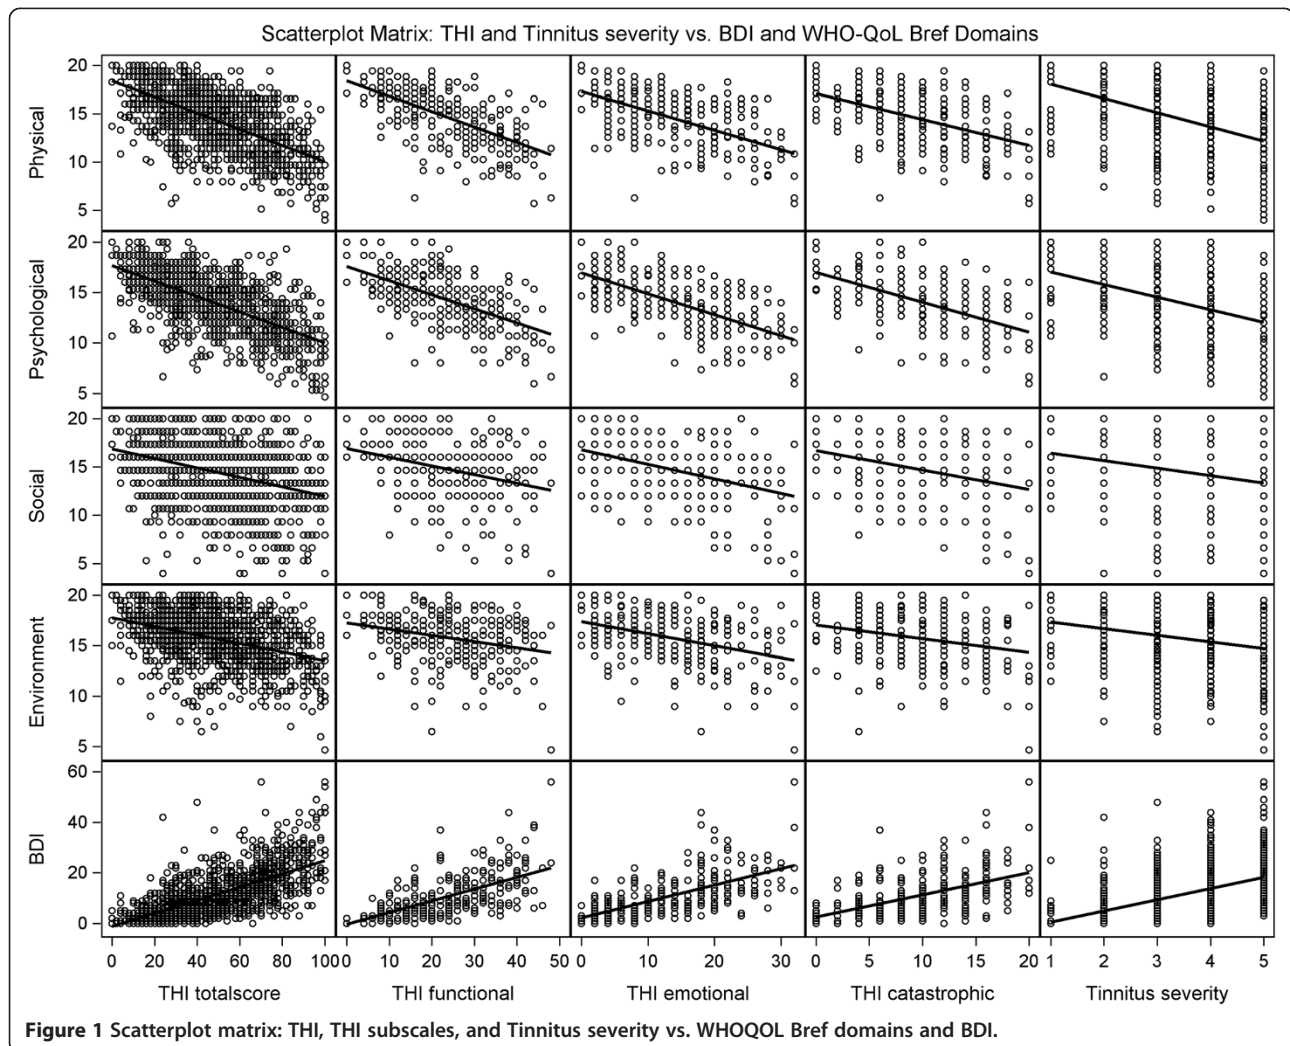 Scatterplot Matrix: THI and Tinnitus severity vs. BDI and WHO-QoL Bref Domains
Physical
20
15
10
5
Psychological
20
15
10
5
Social
20
15
10
5
Environment
20
15
10
5
BDI
60
40
20
0
0 20 40 60 80 100
0 10 20 30 40 50
0 10 20 30
0 5 10 15 20
1 2 3 4 5
THI totalscore
THI functional
THI emotional
THI catastrophic
Tinnitus severity
Figure 1 Scatterplot matrix: THI, THI subscales, and Tinnitus severity vs. WHOQOL Bref domains and BDI.